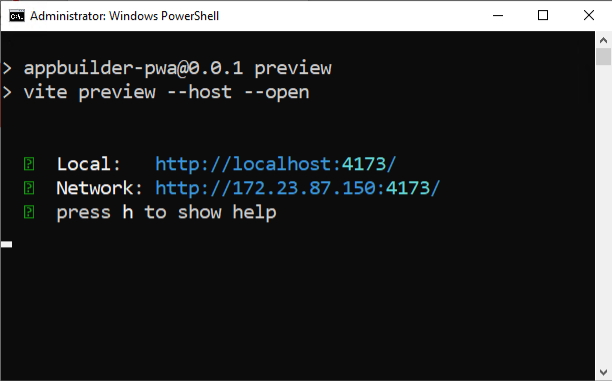 Administrator: Windows PowerShell
> appbuilder-pwa@0.0.1 preview
> vite preview --host --open
Local: http://localhost:4173/
Network: http://172.23.87.150:4173/
press h to show help